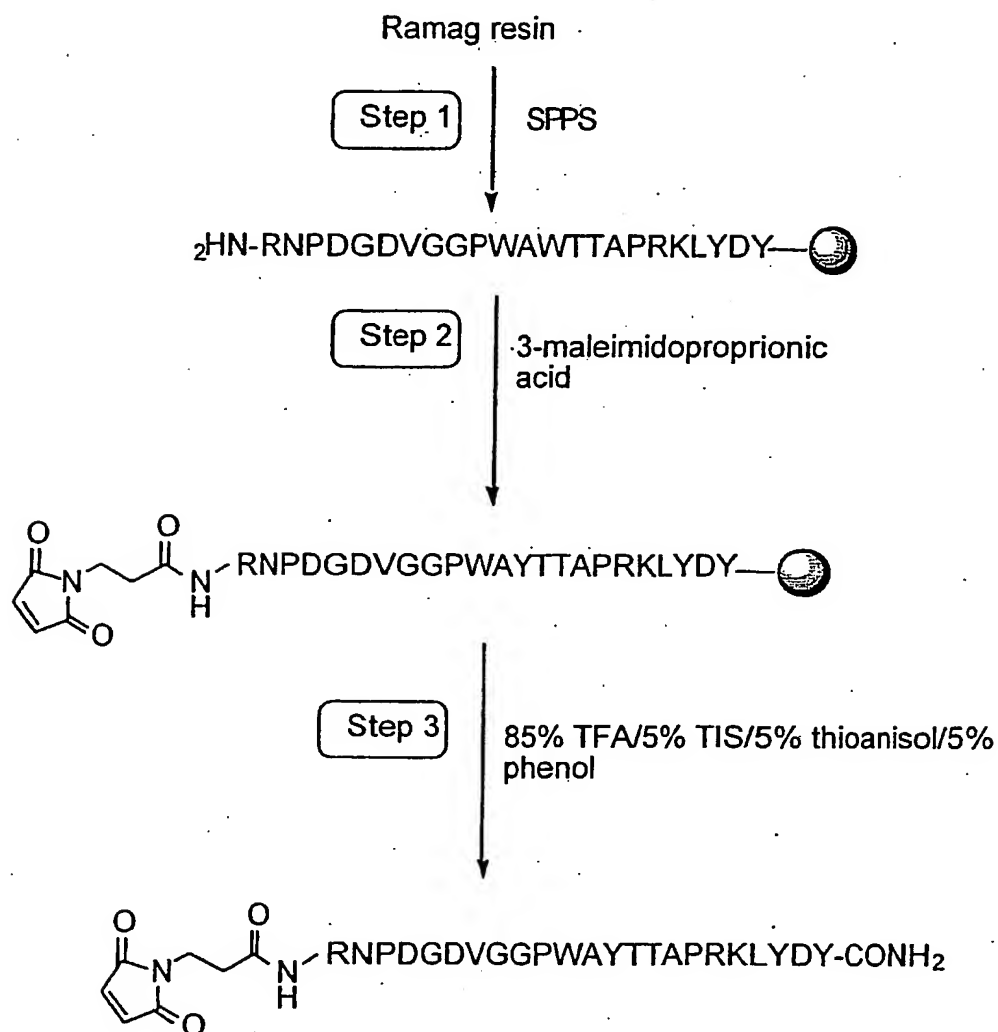 Ramag resin
Step 1
SPPS
2HN-RNPDGDVGGPWAWTTAPRKLYDY
Step 2
3-maleimidoproprionic
acid
O
O
N
O
N
H
RNPDGDVGGPWAYTTAPRKLYDY
Step 3
85% TFA/5% TIS/5% thioanisol/5%
phenol
O
O
N
O
N
H
RNPDGDVGGPWAYTTAPRKLYDY-CONH2